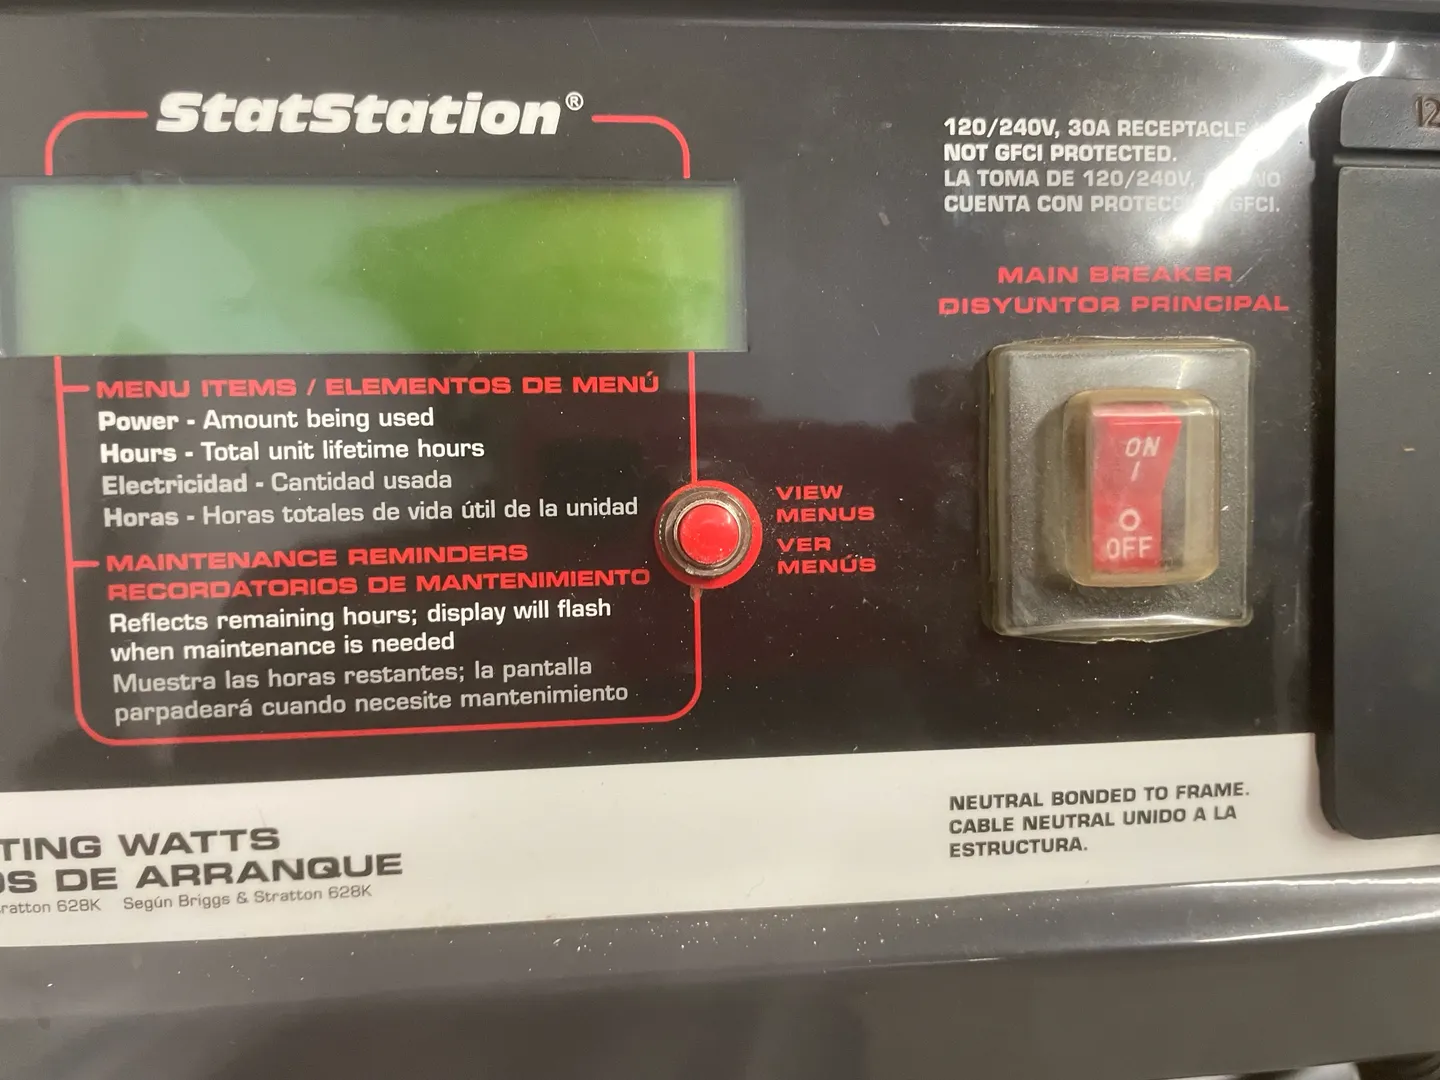 StatStation®
MENU ITEMS / ELEMENTOS DE MENÚ
Power - Amount being used
Hours - Total unit lifetime hours
Electricidad - Cantidad usada
Horas - Horas totales de vida útil de la unidad
MAINTENANCE REMINDERS
RECORDATORIOS DE MANTENIMIENTO
Reflects remaining hours; display will flash
when maintenance is needed
Muestra las horas restantes; la pantalla
parpadeará cuando necesite mantenimiento
VIEW
MENUS
VER
MENÚS
120/240V, 30A RECEPTACLE
NOT GFCI PROTECTED.
LA TOMA DE 120/240V, NO
CUENTA CON GFCI.
MAIN BREAKER
DISYUNTOR PRINCIPAL
ON
I
O
OFF
TING WATTS
OS DE ARRANQUE
ratton 628K Según Briggs & Stratton 628K
NEUTRAL BONDED TO FRAME.
CABLE NEUTRAL UNIDO A LA
ESTRUCTURA.
12